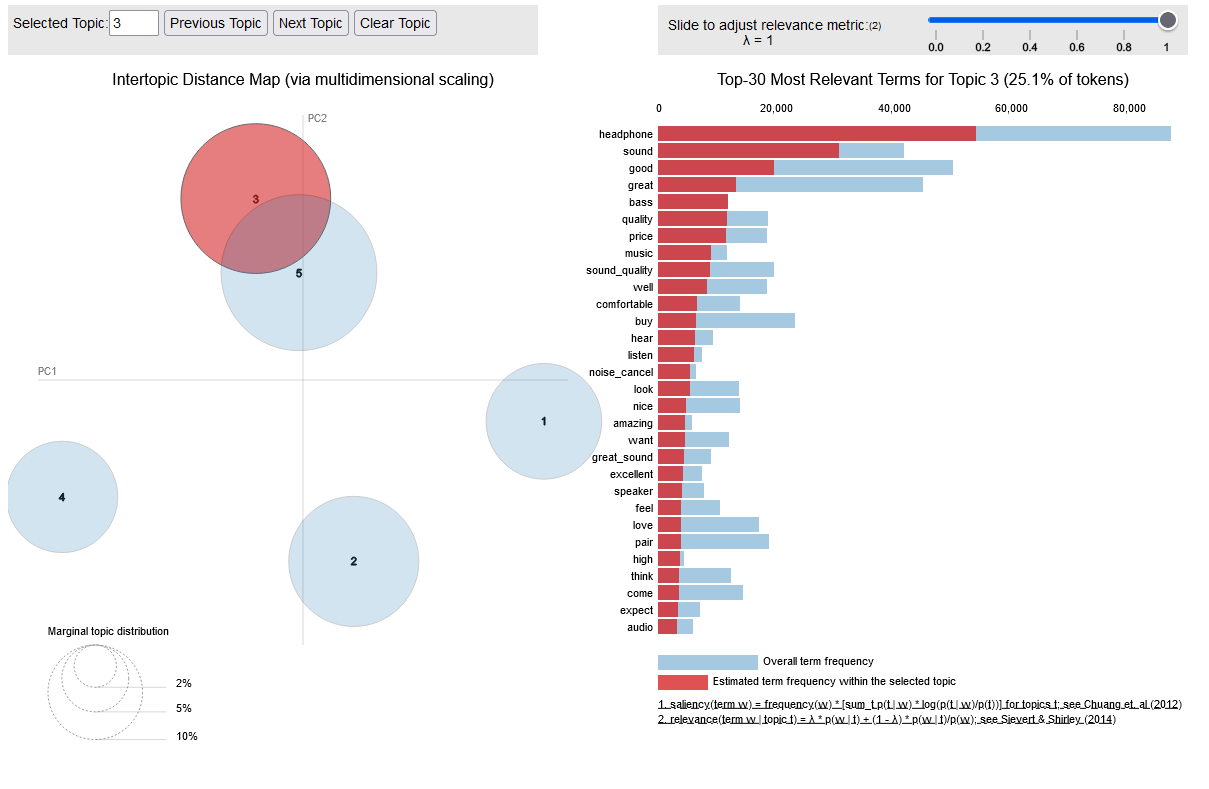 Selected Topic: 3 Previous Topic Next Topic Clear Topic
Slide to adjust relevance metric:(2)
λ = 1
0.0 0.2 0.4 0.6 0.8 1
Intertopic Distance Map (via multidimensional scaling)
PC2
PC1
3
5
1
4
2
Marginal topic distribution
2%
5%
10%
Top-30 Most Relevant Terms for Topic 3 (25.1% of tokens)
0 20,000 40,000 60,000 80,000
headphone
sound
good
great
bass
quality
price
music
sound_quality
well
comfortable
buy
hear
listen
noise_cancel
look
nice
amazing
want
great_sound
excellent
speaker
feel
love
pair
high
think
come
expect
audio
Overall term frequency
Estimated term frequency within the selected topic
1. saliency(term w) = frequency(w) * [sum_t p(t | w) * log(p(t | w)/p(t))] for topics t; see Chuang et. al (2012)
2. relevance(term w | topic t) = λ * p(w | t) + (1 - λ) * p(w | t)/p(w); see Sievert & Shirley (2014)